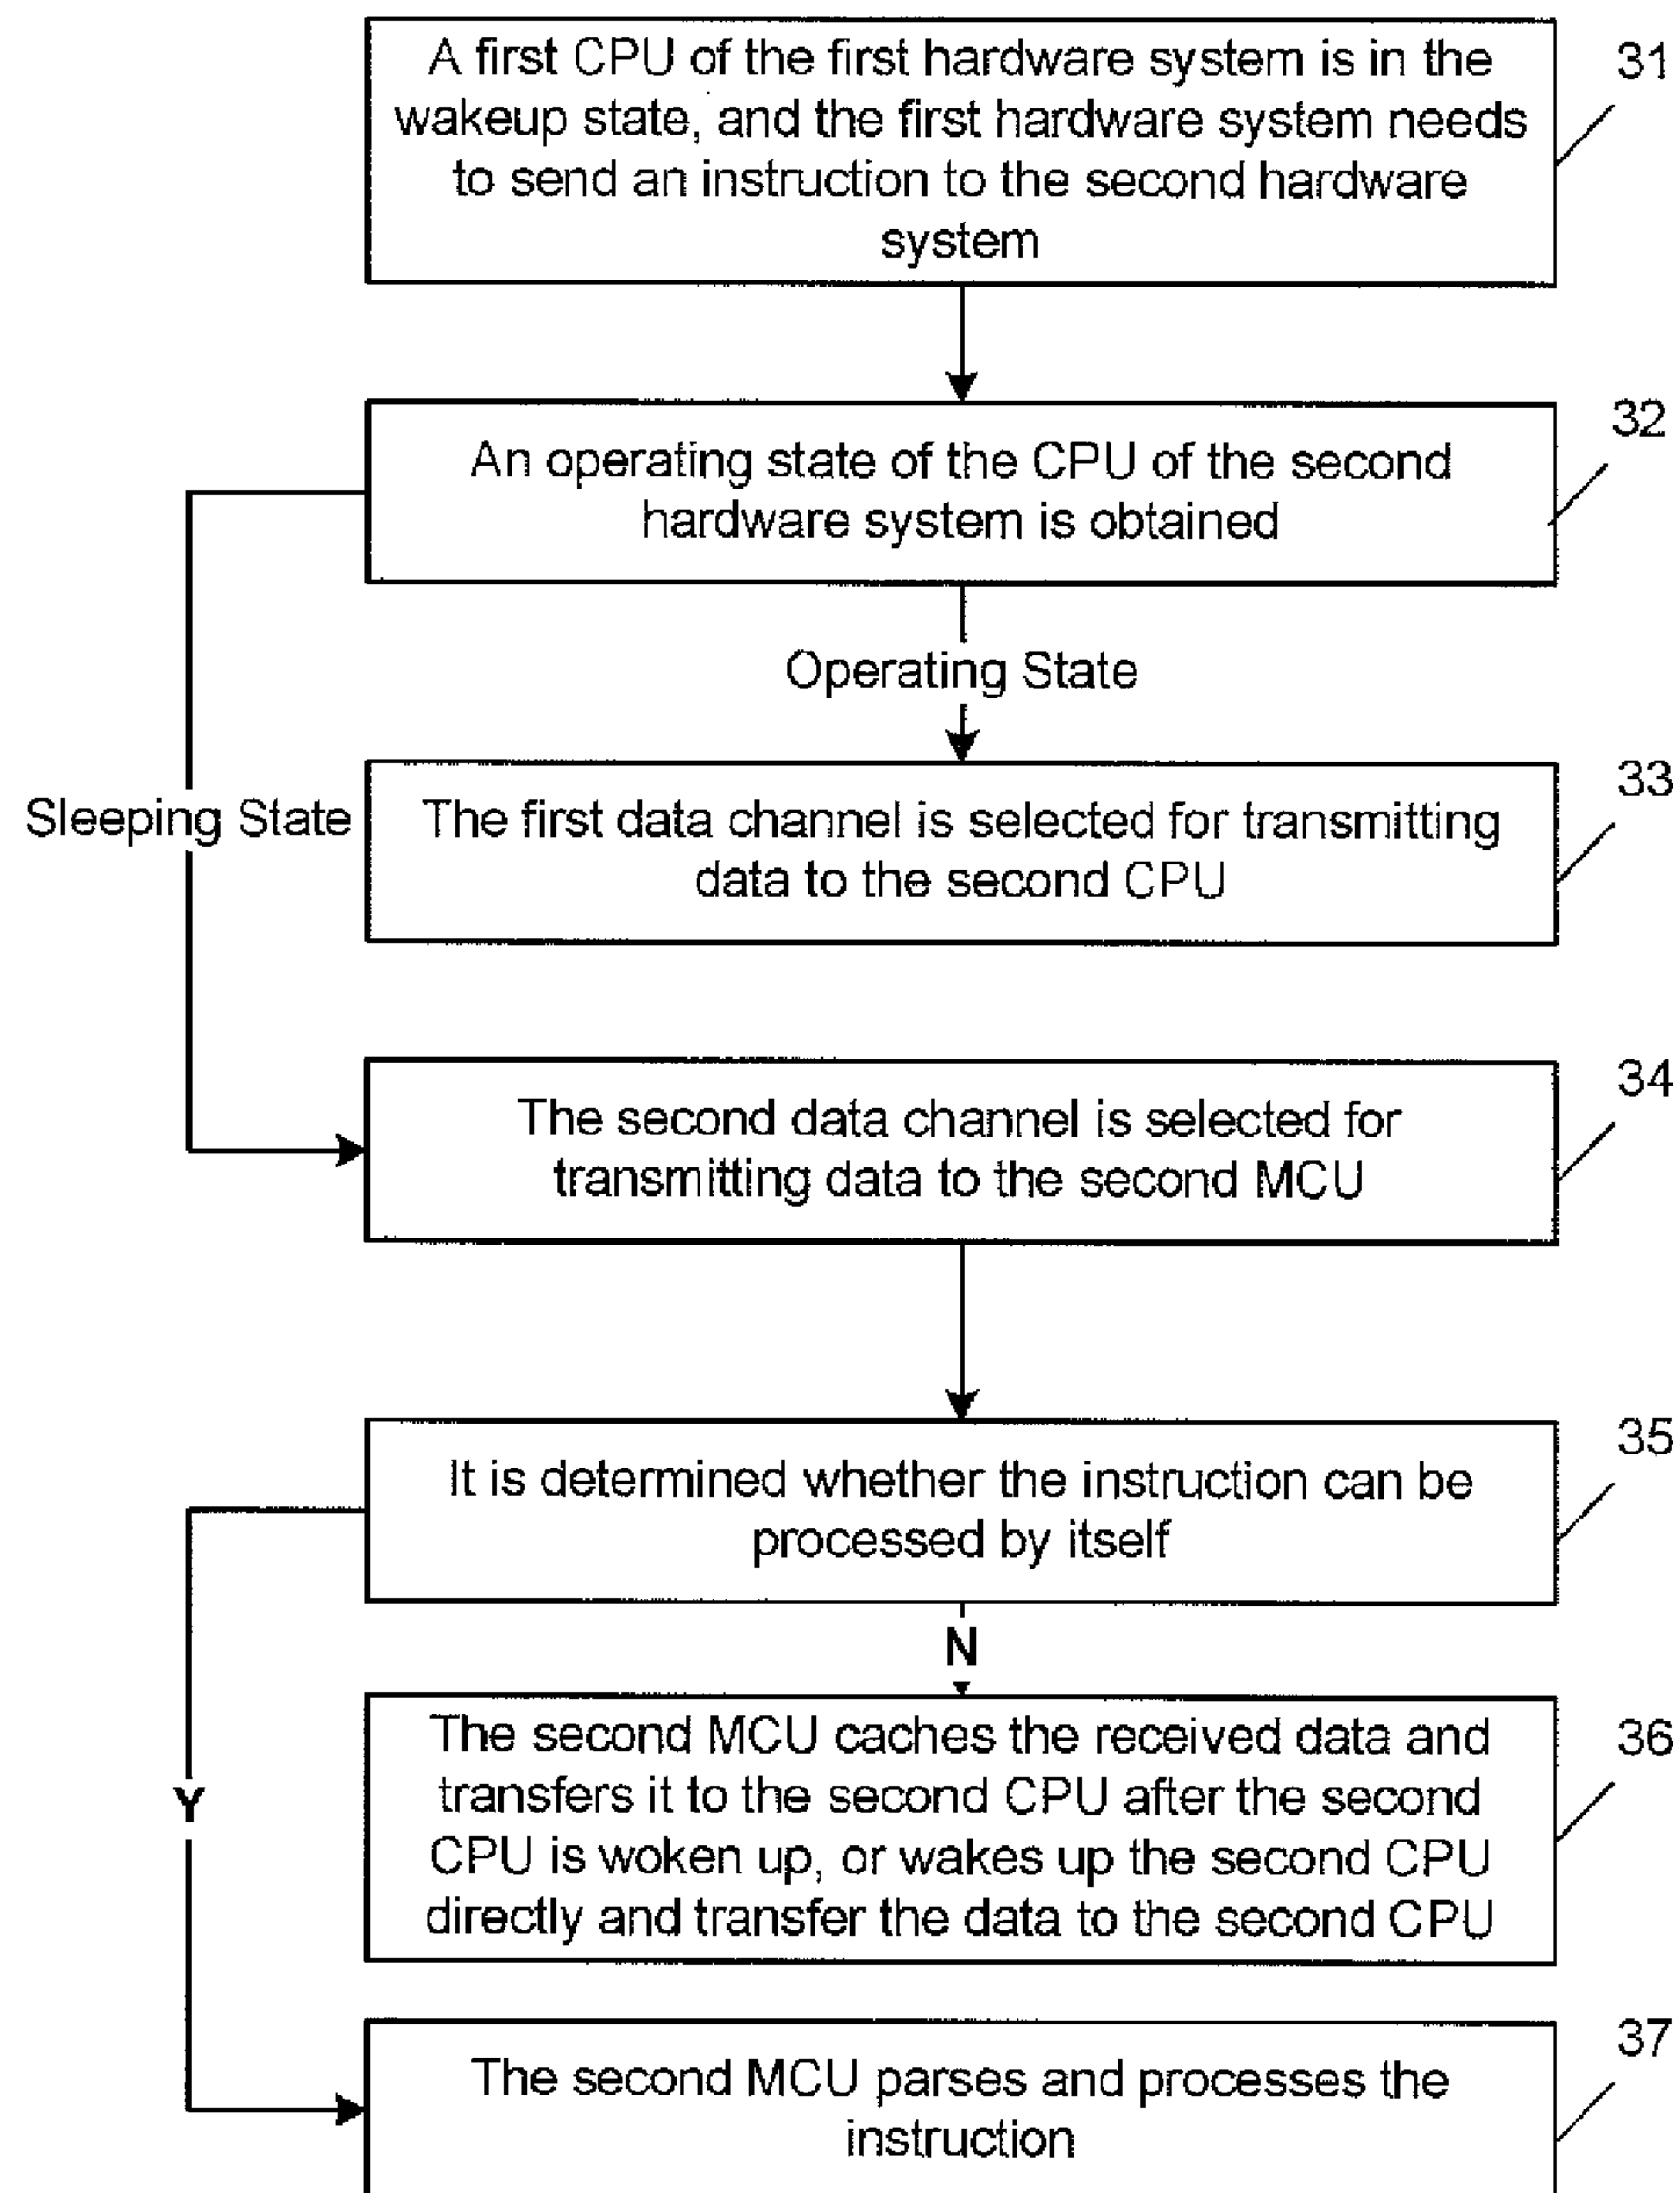 A first CPU of the first hardware system is in the
wakeup state, and the first hardware system needs
to send an instruction to the second hardware
system
31
An operating state of the CPU of the second
hardware system is obtained
32
Operating State
Sleeping State
The first data channel is selected for transmitting
data to the second CPU
33
The second data channel is selected for
transmitting data to the second MCU
34
It is determined whether the instruction can be
processed by itself
35
N
Y
The second MCU caches the received data and
transfers it to the second CPU after the second
CPU is woken up, or wakes up the second CPU
directly and transfer the data to the second CPU
36
The second MCU parses and processes the
instruction
37